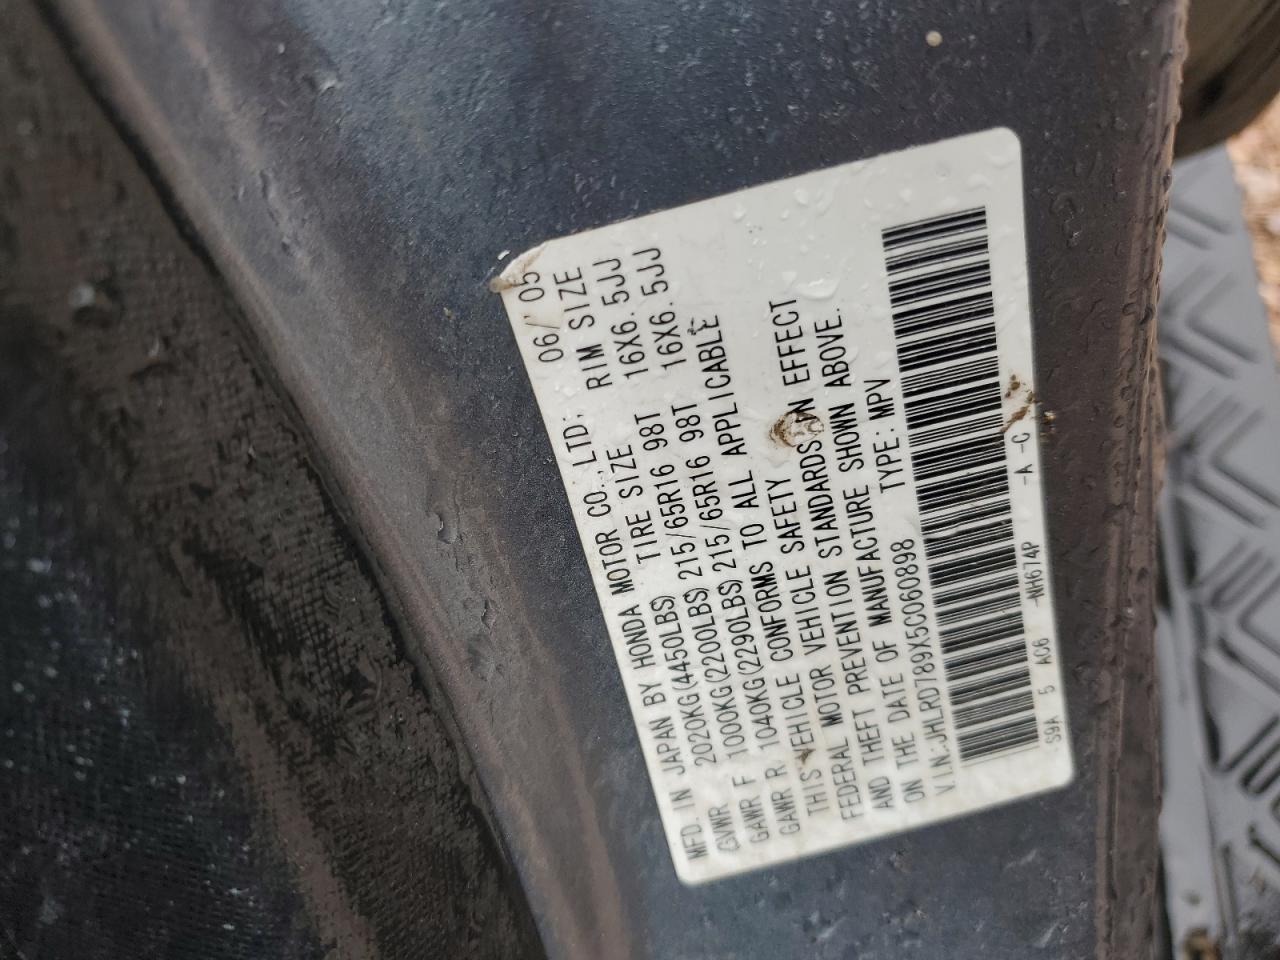 MFD. IN JAPAN BY HONDA MOTOR CO., LTD; 06/'05
GVWR 2020KG(4450LBS) TIRE SIZE RIM SIZE
GAWR F 1000KG(2200LBS) 215/65R16 98T 16X6.5JJ
GAWR R 1040KG(2290LBS) 215/65R16 98T 16X6.5JJ
THIS VEHICLE CONFORMS TO ALL APPLICABLE
FEDERAL MOTOR VEHICLE SAFETY
AND THEFT PREVENTION STANDARDS IN EFFECT
ON THE DATE OF MANUFACTURE SHOWN ABOVE.
V.I.N.:JHLRD789X5C060898 TYPE:MPV
S9A 5 AC6 -NH674P -A -C